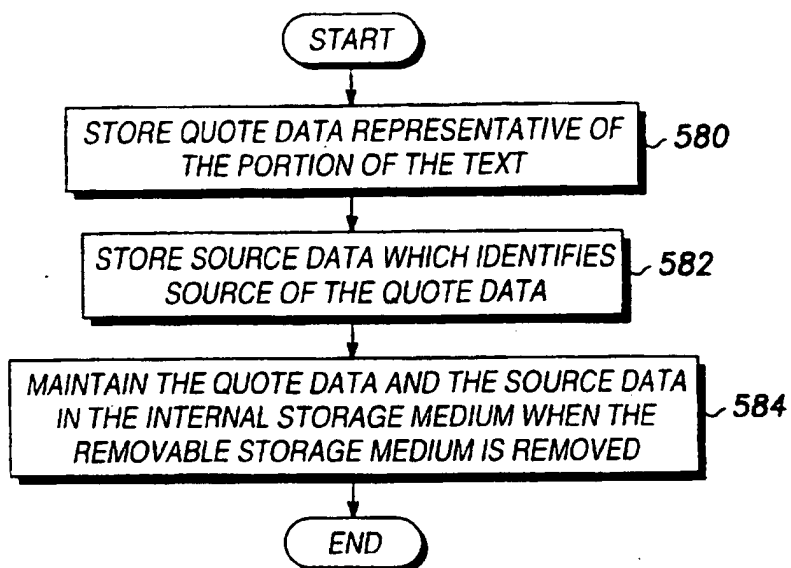 START
STORE QUOTE DATA REPRESENTATIVE OF
THE PORTION OF THE TEXT
580
STORE SOURCE DATA WHICH IDENTIFIES
SOURCE OF THE QUOTE DATA
582
MAINTAIN THE QUOTE DATA AND THE SOURCE DATA
IN THE INTERNAL STORAGE MEDIUM WHEN THE
REMOVABLE STORAGE MEDIUM IS REMOVED
584
END